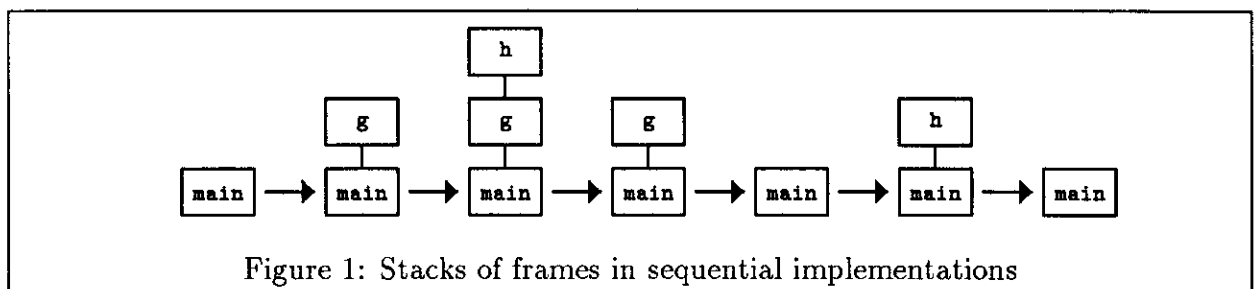 h
g g g h
main main main main main main main
Figure 1: Stacks of frames in sequential implementations